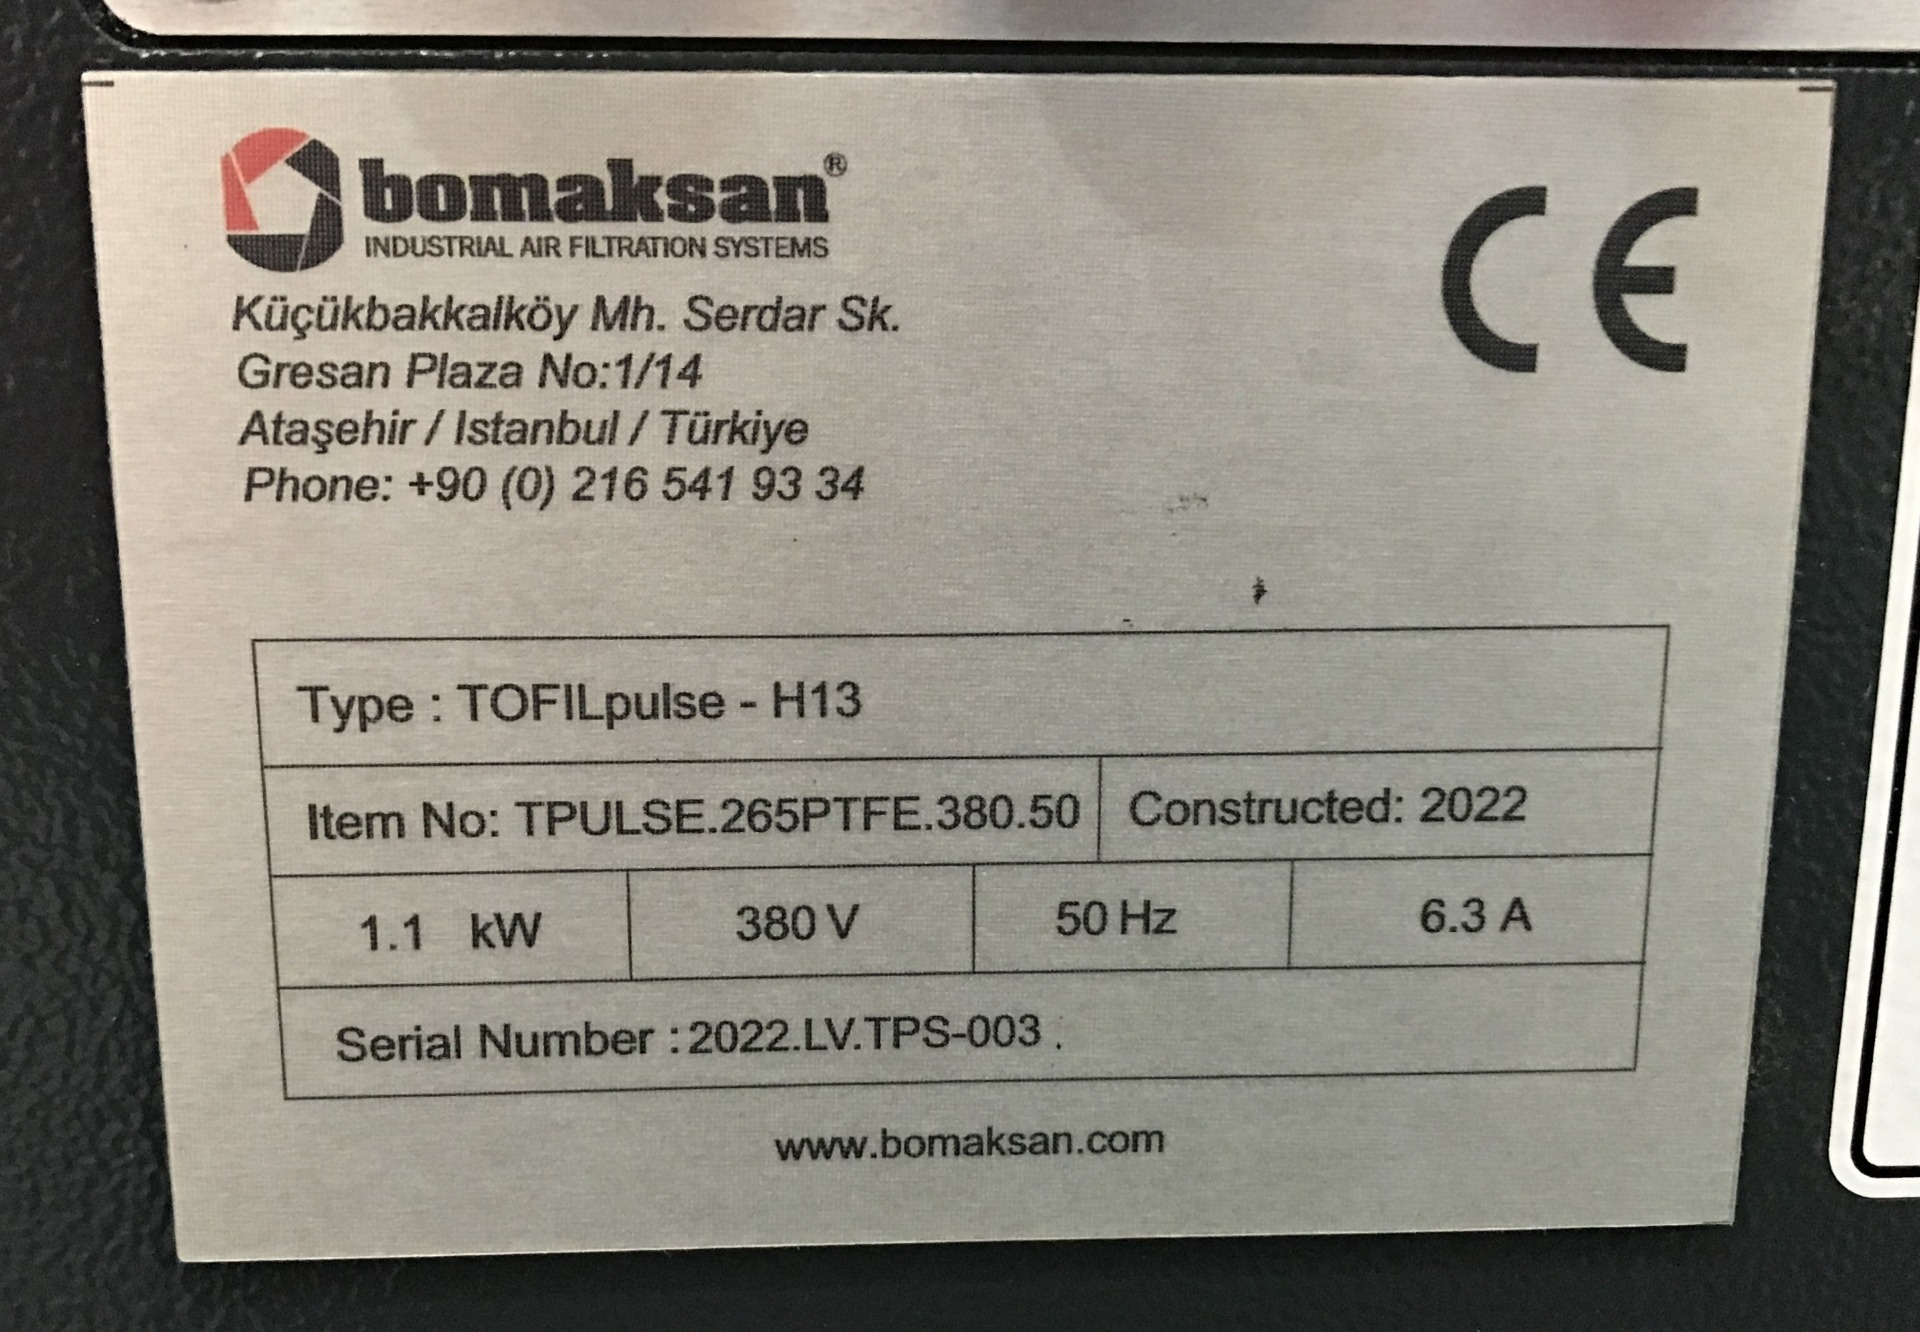 bomaksan®
INDUSTRIAL AIR FILTRATION SYSTEMS
Küçükbakkalköy Mh. Serdar Sk.
Gresan Plaza No:1/14
Ataşehir / Istanbul / Türkiye
Phone: +90 (0) 216 541 93 34
CE
Type : TOFILpulse - H13
Item No: TPULSE.265PTFE.380.50 Constructed: 2022
1.1 kW 380 V 50 Hz 6.3 A
Serial Number : 2022.LV.TPS-003 .
www.bomaksan.com